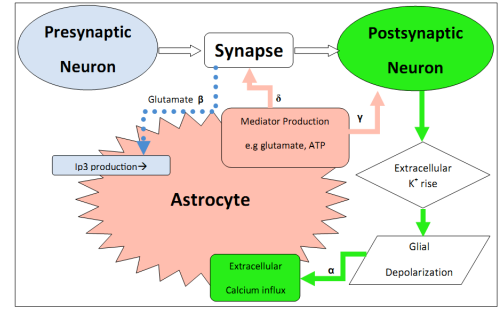 Presynaptic
Neuron
Synapse
Postsynaptic
Neuron
Glutamate β
δ
γ
Mediator Production
e.g glutamate, ATP
Ip3 production→
Astrocyte
Extracellular
K⁺ rise
Glial
Depolarization
α
Extracellular
Calcium influx